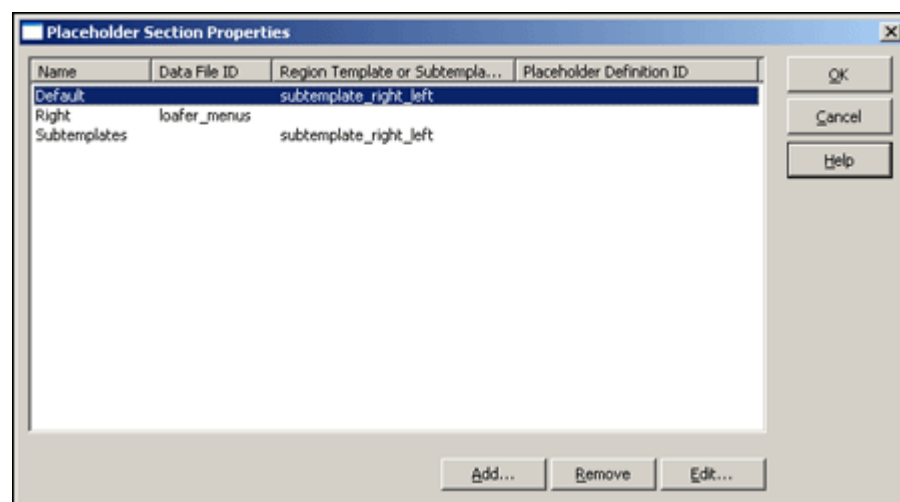 Placeholder Section Properties
Name Data File ID Region Template or Subtempla... Placeholder Definition ID
Default subtemplate_right_left
Right loafer_menus
Subtemplates subtemplate_right_left
OK
Cancel
Help
Add... Remove Edit...